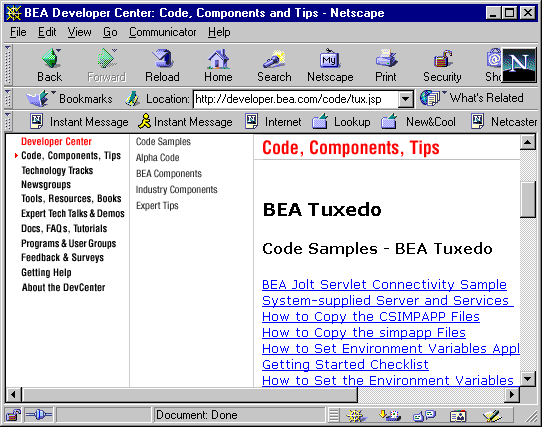 BEA Developer Center: Code, Components and Tips - Netscape
File Edit View Go Communicator Help
Back Forward Reload Home Search Netscape Print Security Sh
My
N
Bookmarks Location: http://developer.bea.com/code/tux.jsp What's Related
Instant Message Instant Message Internet Lookup New&Cool Netcaster
Developer Center
Code, Components, Tips
Technology Tracks
Newsgroups
Tools, Resources, Books
Expert Tech Talks & Demos
Docs, FAQs, Tutorials
Programs & User Groups
Feedback & Surveys
Getting Help
About the DevCenter
Code Samples
Alpha Code
BEA Components
Industry Components
Expert Tips
Code, Components, Tips
BEA Tuxedo
Code Samples - BEA Tuxedo
BEA Jolt Servlet Connectivity Sample
System-supplied Server and Services
How to Copy the CSIMPAPP Files
How to Copy the simpapp Files
How to Set Environment Variables Appl
Getting Started Checklist
How to Set the Environment Variables
Document: Done